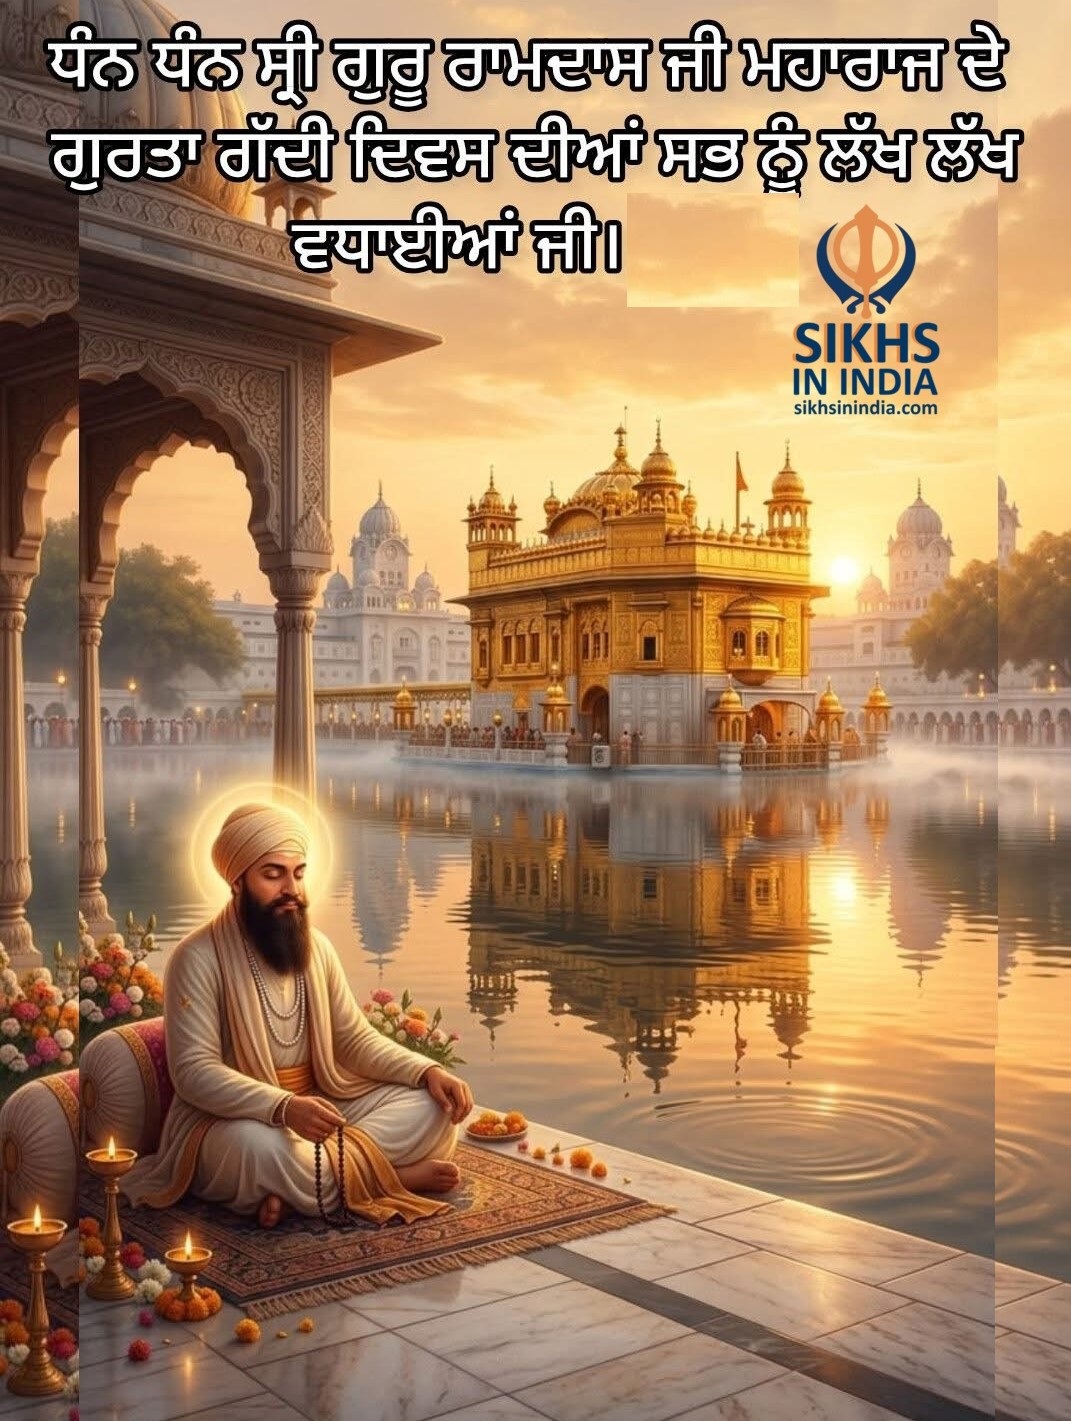 ਧੰਨ ਧੰਨ ਸ੍ਰੀ ਗੁਰੂ ਰਾਮਦਾਸ ਜੀ ਮਹਾਰਾਜ ਦੇ
ਗੁਰਤਾ ਗੱਦੀ ਦਿਵਸ ਦੀਆਂ ਸਭ ਨੂੰ ਲੱਖ ਲੱਖ
ਵਧਾਈਆਂ ਜੀ।
SIKHS
IN INDIA
sikhsinindia.com